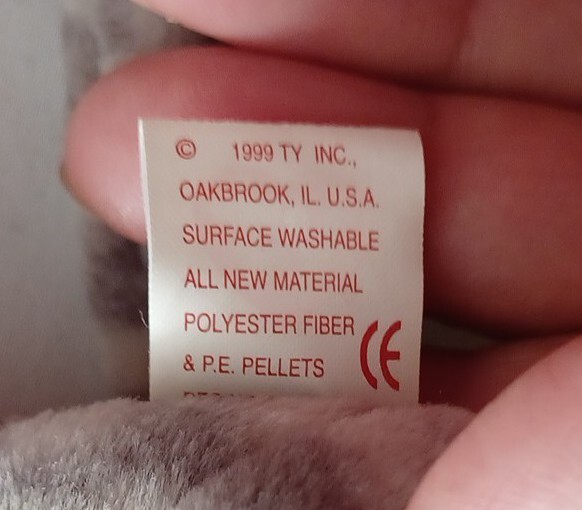 © 1999 TY INC.,
OAKBROOK, IL. U.S.A.
SURFACE WASHABLE
ALL NEW MATERIAL
POLYESTER FIBER
& P.E. PELLETS
CE